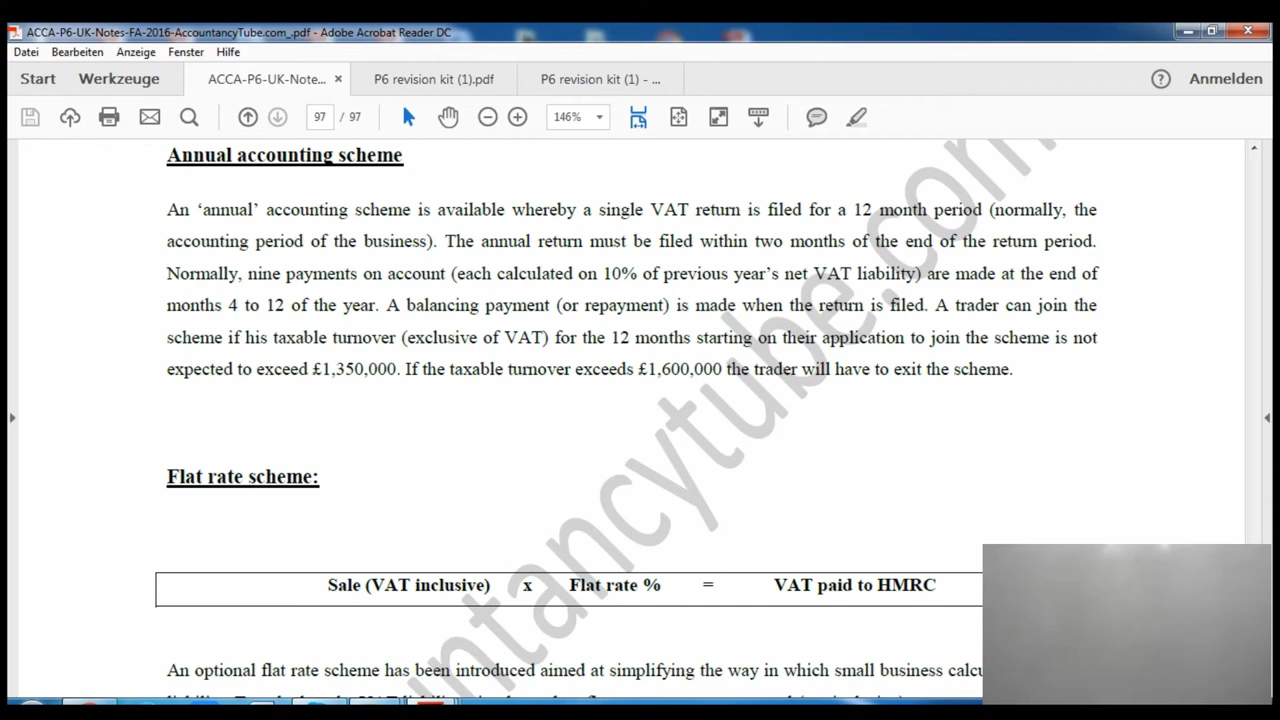 ACCA-P6-UK-Notes-FA-2016-AccountancyTube.com_.pdf - Adobe Acrobat Reader DC
Datei Bearbeiten Anzeige Fenster Hilfe
Start Werkzeuge ACCA-P6-UK-Note... × P6 revision kit (1).pdf P6 revision kit (1) - ... Anmelden
97 / 97 146%
Annual accounting scheme
An ‘annual’ accounting scheme is available whereby a single VAT return is filed for a 12 month period (normally, the
accounting period of the business). The annual return must be filed within two months of the end of the return period.
Normally, nine payments on account (each calculated on 10% of previous year’s net VAT liability) are made at the end of
months 4 to 12 of the year. A balancing payment (or repayment) is made when the return is filed. A trader can join the
scheme if his taxable turnover (exclusive of VAT) for the 12 months starting on their application to join the scheme is not
expected to exceed £1,350,000. If the taxable turnover exceeds £1,600,000 the trader will have to exit the scheme.
Flat rate scheme:
Sale (VAT inclusive) x Flat rate % = VAT paid to HMRC
An optional flat rate scheme has been introduced aimed at simplifying the way in which small business
untancytube.com